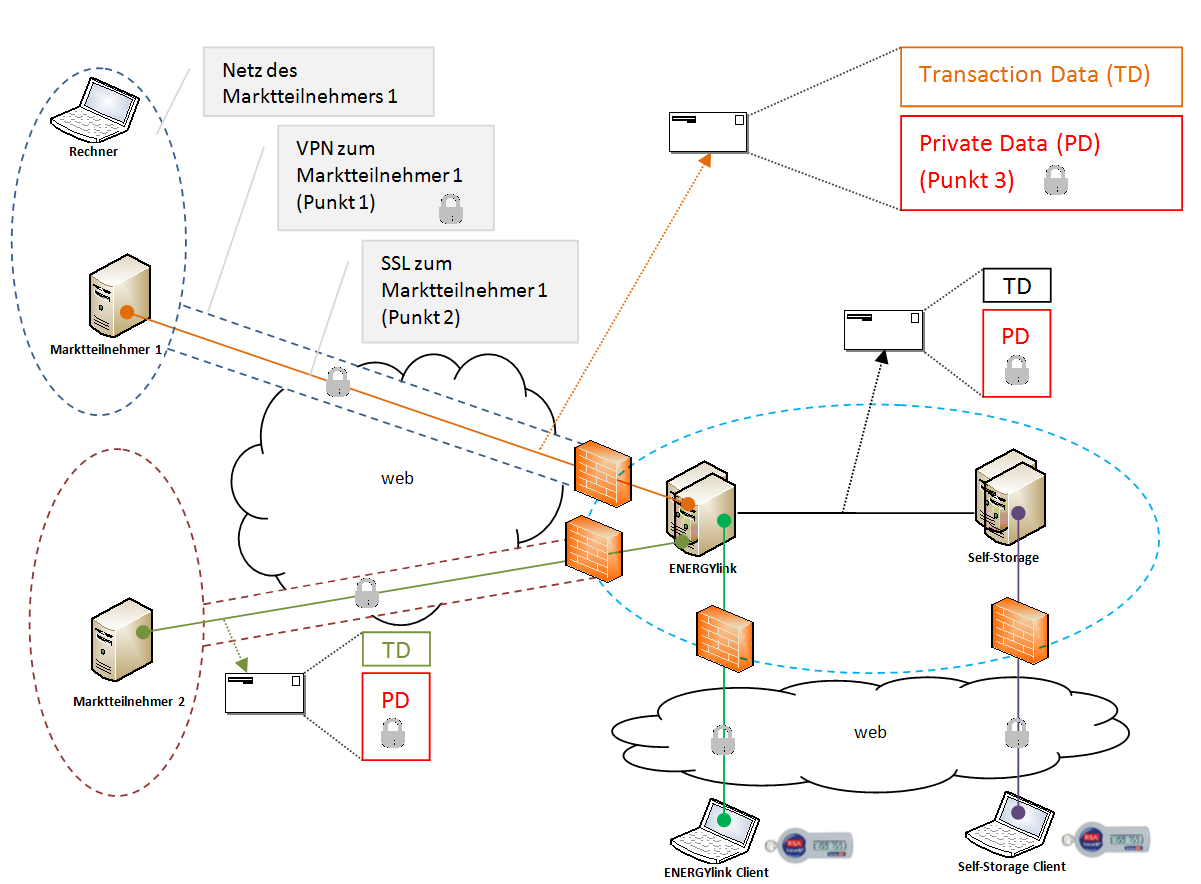 Netz des
Marktteilnehmers 1
Transaction Data (TD)
Private Data (PD)
(Punkt 3)
Rechner
VPN zum
Marktteilnehmer 1
(Punkt 1)
SSL zum
Marktteilnehmer 1
(Punkt 2)
TD
PD
Marktteilnehmer 1
web
ENERGYlink
Self-Storage
Marktteilnehmer 2
TD
PD
web
ENERGYlink Client
RSA
Self-Storage Client
RSA